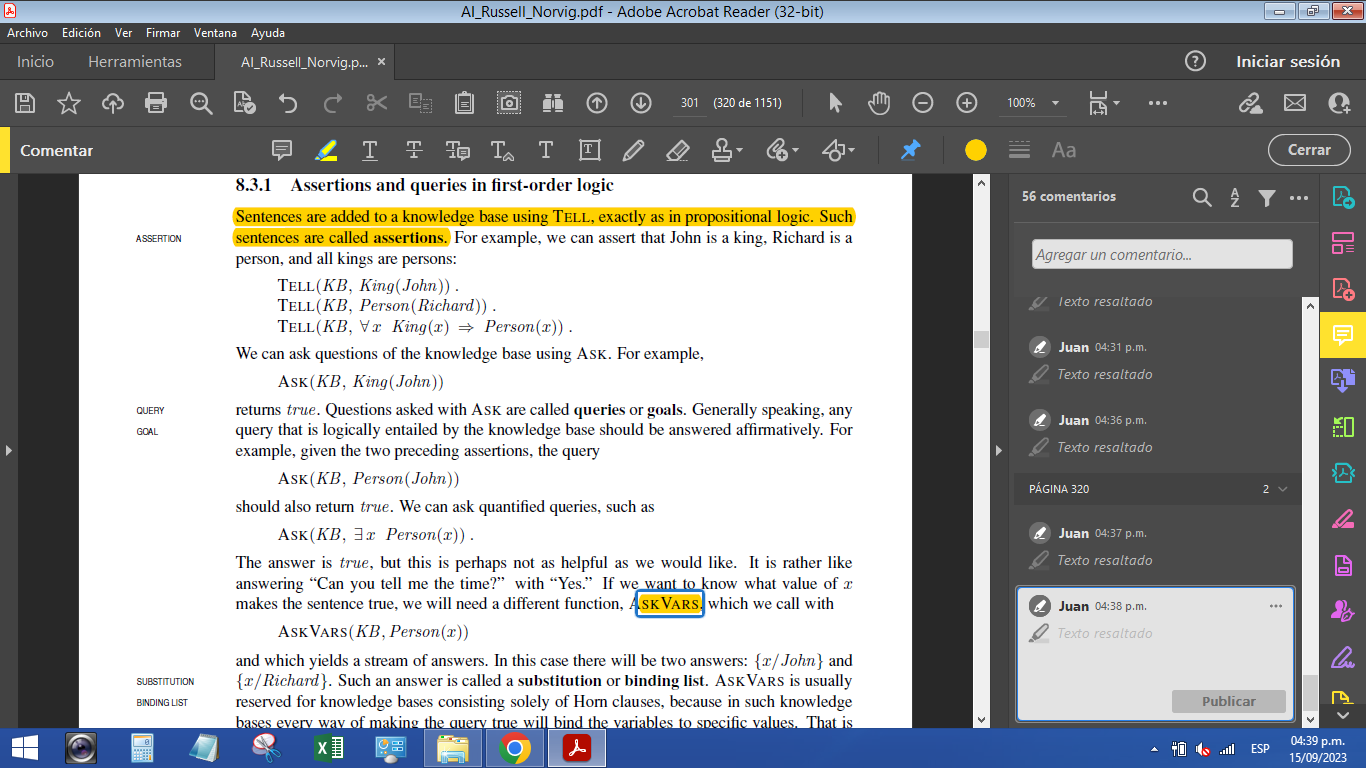 AI_Russell_Norvig.pdf - Adobe Acrobat Reader (32-bit)
Archivo Edición Ver Firmar Ventana Ayuda
Inicio Herramientas AI_Russell_Norvig.p... × Iniciar sesión
301 (320 de 1151) 100%
Comentar Aa Cerrar
8.3.1 Assertions and queries in first-order logic
Sentences are added to a knowledge base using TELL, exactly as in propositional logic. Such
ASSERTION sentences are called assertions. For example, we can assert that John is a king, Richard is a
person, and all kings are persons:
TELL(KB, King(John)) .
TELL(KB, Person(Richard)) .
TELL(KB, ∀ x King(x) ⇒ Person(x)) .
We can ask questions of the knowledge base using ASK. For example,
ASK(KB, King(John))
QUERY returns true. Questions asked with ASK are called queries or goals. Generally speaking, any
GOAL query that is logically entailed by the knowledge base should be answered affirmatively. For
example, given the two preceding assertions, the query
ASK(KB, Person(John))
should also return true. We can ask quantified queries, such as
ASK(KB, ∃ x Person(x)) .
The answer is true, but this is perhaps not as helpful as we would like. It is rather like
answering “Can you tell me the time?” with “Yes.” If we want to know what value of x
makes the sentence true, we will need a different function, ASKVARS, which we call with
ASKVARS(KB, Person(x))
and which yields a stream of answers. In this case there will be two answers: {x/John} and
SUBSTITUTION {x/Richard}. Such an answer is called a substitution or binding list. ASKVARS is usually
BINDING LIST reserved for knowledge bases consisting solely of Horn clauses, because in such knowledge
bases every way of making the query true will bind the variables to specific values. That is
56 comentarios
Agregar un comentario...
Texto resaltado
Juan 04:31 p.m.
Texto resaltado
Juan 04:36 p.m.
Texto resaltado
PÁGINA 320 2
Juan 04:37 p.m.
Texto resaltado
Juan 04:38 p.m.
Texto resaltado
Publicar
ESP 04:39 p.m.
15/09/2023